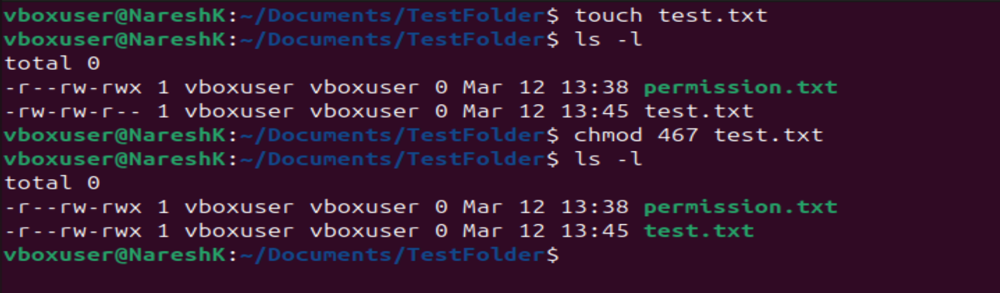 vboxuser@NareshK:~/Documents/TestFolder$ touch test.txt
vboxuser@NareshK:~/Documents/TestFolder$ ls -l
total 0
-r--rw-rwx 1 vboxuser vboxuser 0 Mar 12 13:38 permission.txt
-rw-rw-r-- 1 vboxuser vboxuser 0 Mar 12 13:45 test.txt
vboxuser@NareshK:~/Documents/TestFolder$ chmod 467 test.txt
vboxuser@NareshK:~/Documents/TestFolder$ ls -l
total 0
-r--rw-rwx 1 vboxuser vboxuser 0 Mar 12 13:38 permission.txt
-r--rw-rwx 1 vboxuser vboxuser 0 Mar 12 13:45 test.txt
vboxuser@NareshK:~/Documents/TestFolder$